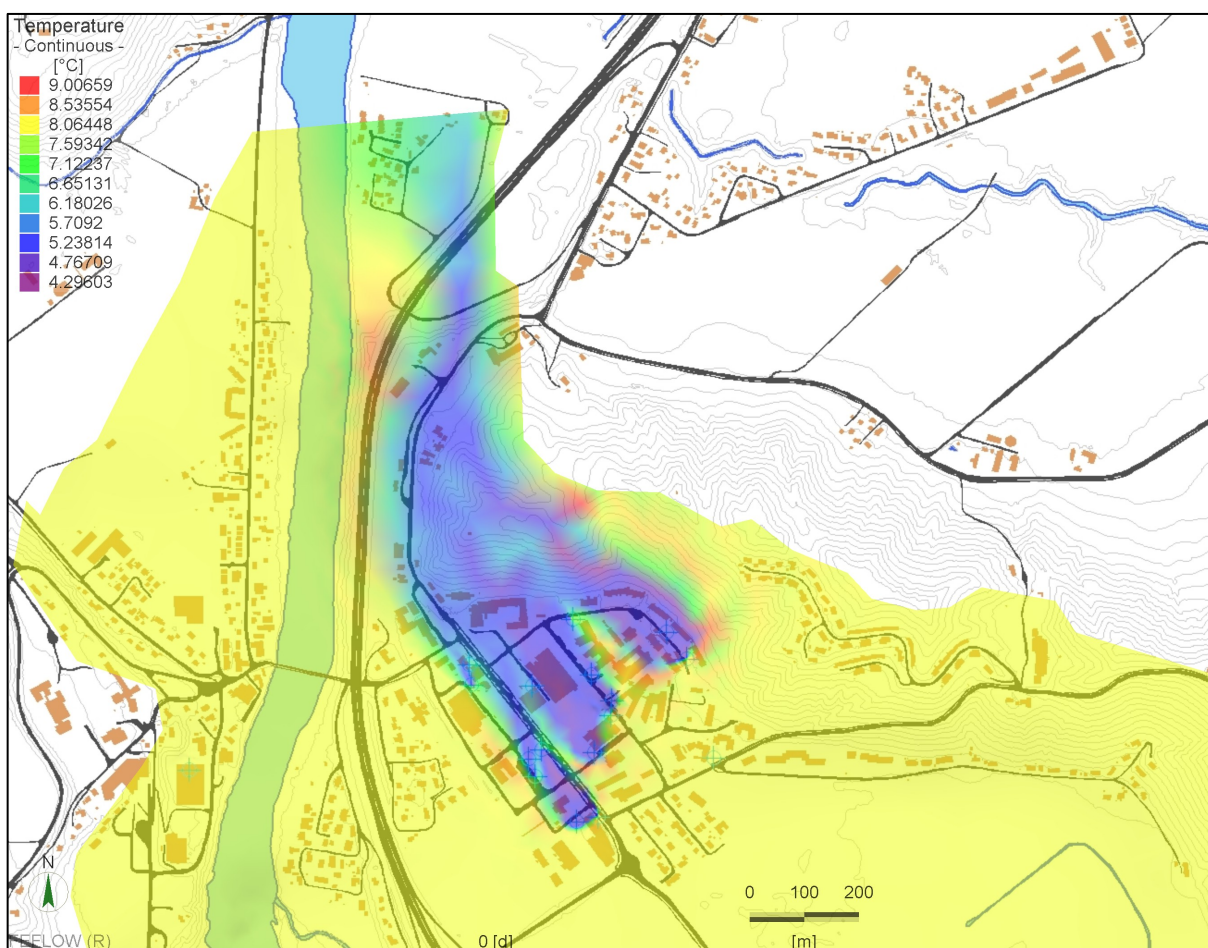 Temperature
- Continuous -
[°C]
9.00659
8.53554
8.06448
7.59342
7.12237
6.65131
6.18026
5.7092
5.23814
4.76709
4.29603
N
0 100 200
FEFLOW (R)
0 [d]
[m]